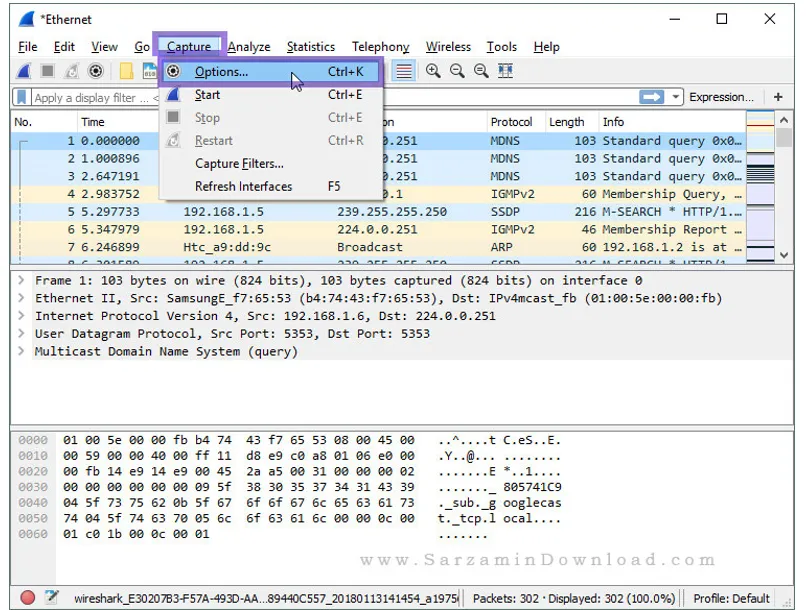 *Ethernet
File Edit View Go Capture Analyze Statistics Telephony Wireless Tools Help
Options... Ctrl+K
Start Ctrl+E
Stop Ctrl+E
Restart Ctrl+R
Capture Filters...
Refresh Interfaces F5
Apply a display filter ... < Expression... +
No. Time Protocol Length Info
1 0.000000 0.251 MDNS 103 Standard query 0x0…
2 1.000896 0.251 MDNS 103 Standard query 0x0…
3 2.647191 0.251 MDNS 103 Standard query 0x0…
4 2.983752 0.1 IGMPv2 60 Membership Query, …
5 5.297733 192.168.1.5 239.255.255.250 SSDP 216 M-SEARCH * HTTP/1.…
6 5.347979 192.168.1.5 224.0.0.251 IGMPv2 46 Membership Report …
7 6.246899 Htc_a9:dd:9c Broadcast ARP 60 192.168.1.2 is at …
Frame 1: 103 bytes on wire (824 bits), 103 bytes captured (824 bits) on interface 0
Ethernet II, Src: SamsungE_f7:65:53 (b4:74:43:f7:65:53), Dst: IPv4mcast_fb (01:00:5e:00:00:fb)
Internet Protocol Version 4, Src: 192.168.1.6, Dst: 224.0.0.251
User Datagram Protocol, Src Port: 5353, Dst Port: 5353
Multicast Domain Name System (query)
0000 01 00 5e 00 00 fb b4 74 43 f7 65 53 08 00 45 00 ..^....t C.eS..E.
0010 00 59 00 00 40 00 ff 11 d8 e9 c0 a8 01 06 e0 00 .Y..@... ........
0020 00 fb 14 e9 14 e9 00 45 2a a5 00 31 00 00 00 02 .......E *..1....
0030 00 00 00 00 00 00 09 5f 38 30 35 37 34 31 43 39 ......._ 805741C9
0040 04 5f 73 75 62 0b 5f 67 6f 6f 67 6c 65 63 61 73 ._sub._g ooglecas
0050 74 04 5f 74 63 70 05 6c 6f 63 61 6c 00 00 0c 00 t._tcp.l ocal....
0060 01 c0 1b 00 0c 00 01 .......
www.SarzaminDownload.com
wireshark_E30207B3-F57A-493D-AA...89440C557_20180113141454_a1975 Packets: 302 · Displayed: 302 (100.0%) Profile: Default